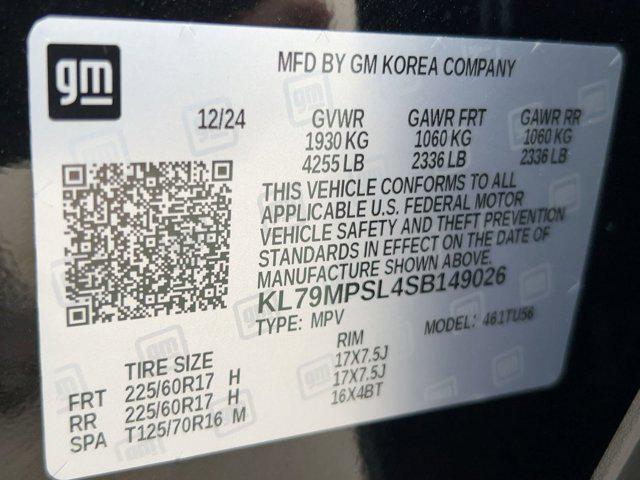 gm
MFD BY GM KOREA COMPANY
12/24 GVWR GAWR FRT GAWR RR
1930 KG 1060 KG 1060 KG
4255 LB 2336 LB 2336 LB
THIS VEHICLE CONFORMS TO ALL
APPLICABLE U.S. FEDERAL MOTOR
VEHICLE SAFETY AND THEFT PREVENTION
STANDARDS IN EFFECT ON THE DATE OF
MANUFACTURE SHOWN ABOVE.
KL79MPSL4SB149026
TYPE: MPV MODEL: 461TU56
TIRE SIZE RIM
FRT 225/60R17 H 17X7.5J
RR 225/60R17 H 17X7.5J
SPA T125/70R16 M 16X4BT